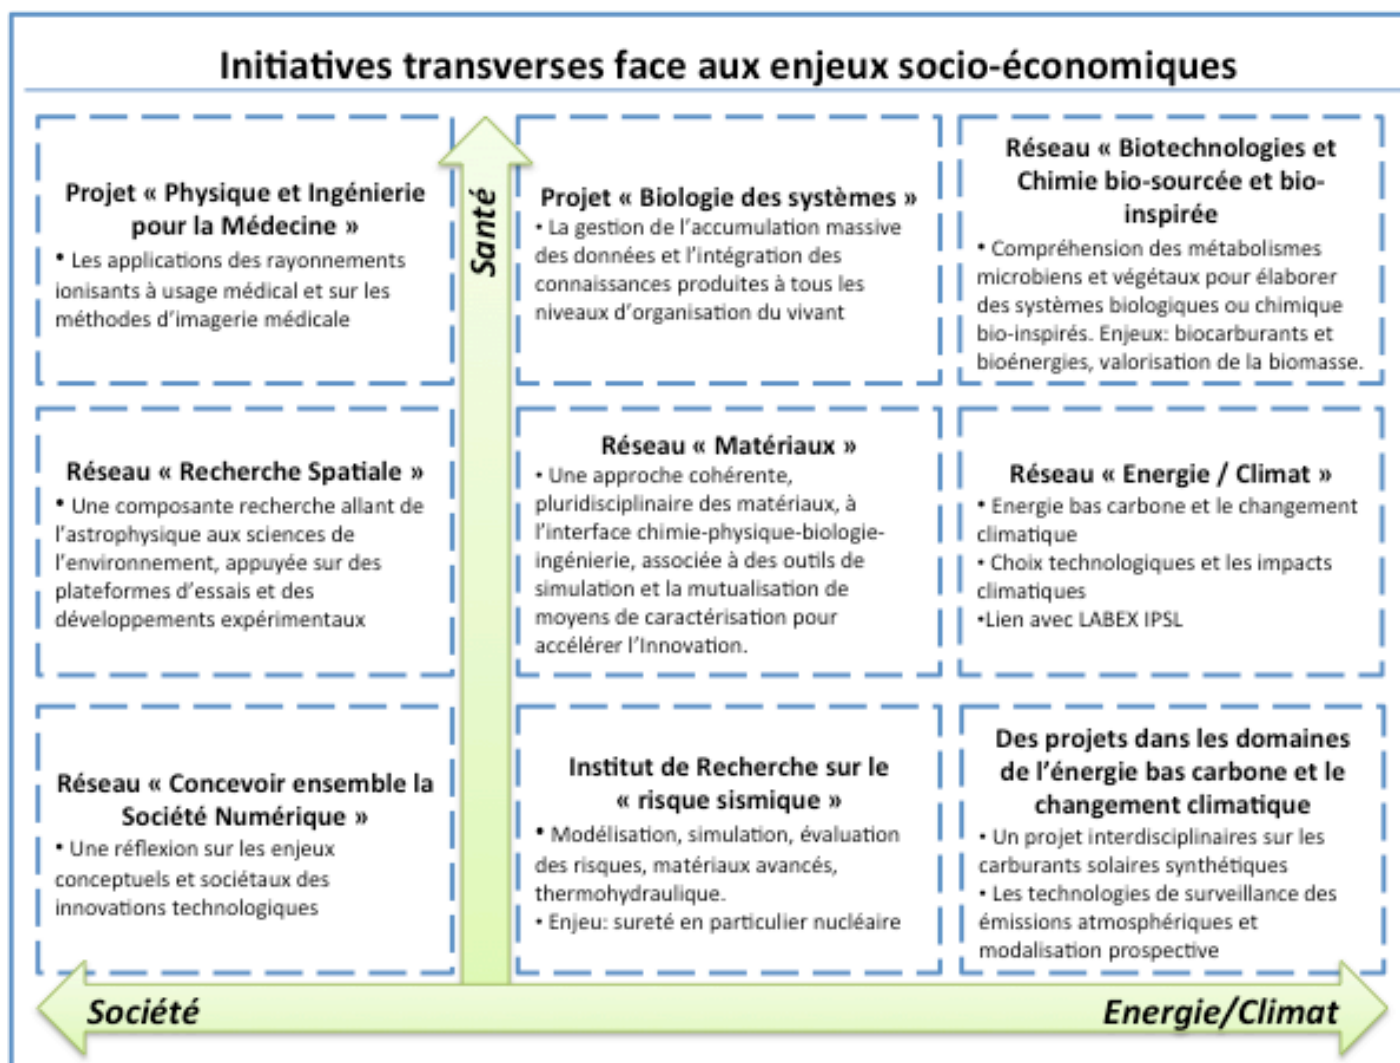 Initiatives transverses face aux enjeux socio-économiques
Projet « Physique et Ingénierie
pour la Médecine »
• Les applications des rayonnements
ionisants à usage médical et sur les
méthodes d'imagerie médicale
Santé
Projet « Biologie des systèmes »
• La gestion de l'accumulation massive
des données et l'intégration des
connaissances produites à tous les
niveaux d'organisation du vivant
Réseau « Biotechnologies et
Chimie bio-sourcée et bio-
inspirée
• Compréhension des métabolismes
microbiens et végétaux pour élaborer
des systèmes biologiques ou chimique
bio-inspirés. Enjeux: biocarburants et
bioénergies, valorisation de la biomasse.
Réseau « Recherche Spatiale »
• Une composante recherche allant de
l'astrophysique aux sciences de
l'environnement, appuyée sur des
plateformes d'essais et des
développements expérimentaux
Réseau « Matériaux »
• Une approche cohérente,
pluridisciplinaire des matériaux, à
l'interface chimie-physique-biologie-
ingénierie, associée à des outils de
simulation et la mutualisation de
moyens de caractérisation pour
accélérer l'Innovation.
Réseau « Energie / Climat »
• Energie bas carbone et le changement
climatique
• Choix technologiques et les impacts
climatiques
•Lien avec LABEX IPSL
Réseau « Concevoir ensemble la
Société Numérique »
• Une réflexion sur les enjeux
conceptuels et sociétaux des
innovations technologiques
Institut de Recherche sur le
« risque sismique »
• Modélisation, simulation, évaluation
des risques, matériaux avancés,
thermohydraulique.
• Enjeu: sureté en particulier nucléaire
Des projets dans les domaines
de l'énergie bas carbone et le
changement climatique
• Un projet interdisciplinaires sur les
carburants solaires synthétiques
• Les technologies de surveillance des
émissions atmosphériques et
modalisation prospective
Société
Energie/Climat